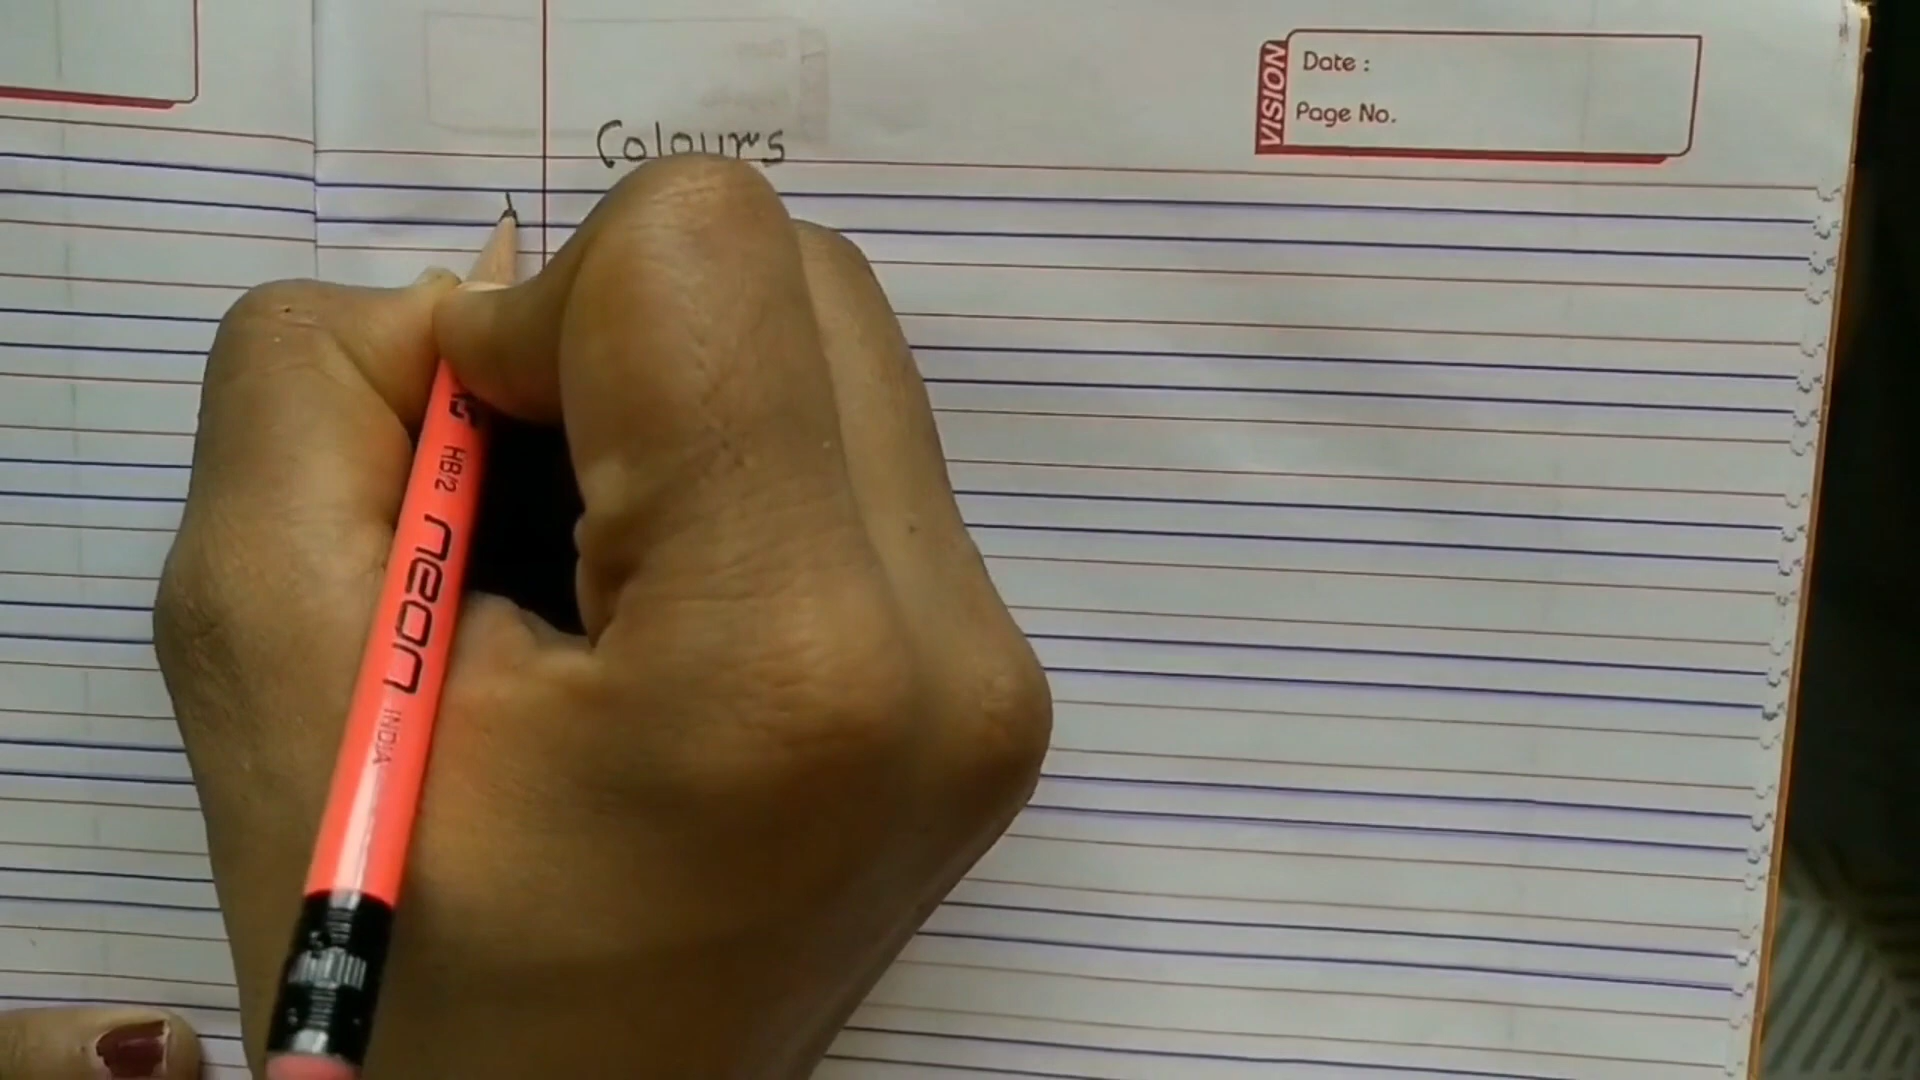 VISION
Date :
Page No.
Colours
HB/2 neon INDIA